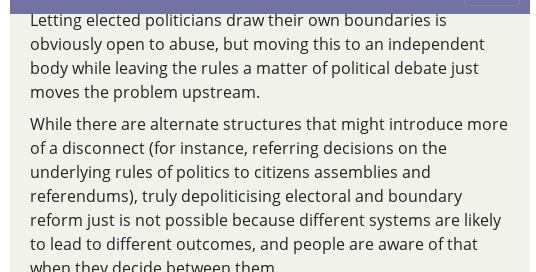 Letting elected politicians draw their own boundaries is
obviously open to abuse, but moving this to an independent
body while leaving the rules a matter of political debate just
moves the problem upstream.
While there are alternate structures that might introduce more
of a disconnect (for instance, referring decisions on the
underlying rules of politics to citizens assemblies and
referendums), truly depoliticising electoral and boundary
reform just is not possible because different systems are likely
to lead to different outcomes, and people are aware of that
when they decide between them.